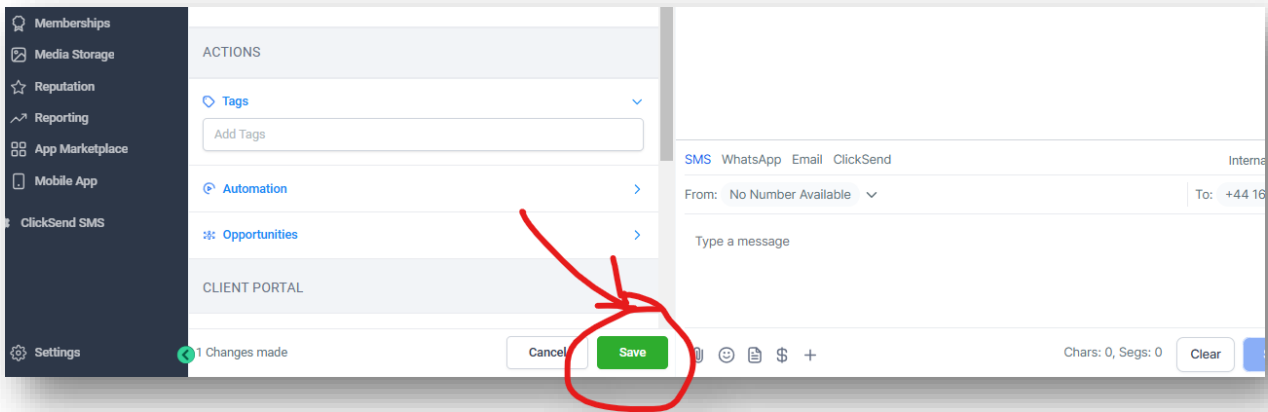 Memberships
Media Storage
Reputation
Reporting
App Marketplace
Mobile App
ClickSend SMS
Settings
ACTIONS
Tags
Add Tags
Automation
Opportunities
CLIENT PORTAL
1 Changes made
Cancel
Save
SMS WhatsApp Email ClickSend
Interna
From: No Number Available
To: +44 16
Type a message
Chars: 0, Segs: 0
Clear